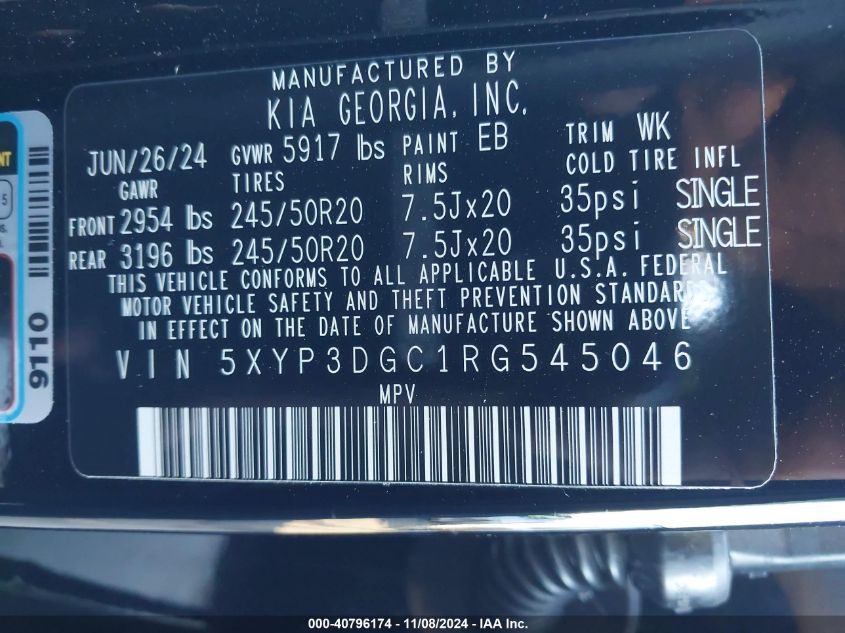 MANUFACTURED BY
KIA GEORGIA, INC.
JUN/26/24 GVWR 5917 lbs PAINT EB TRIM WK
GAWR TIRES RIMS COLD TIRE INFL
FRONT 2954 lbs 245/50R20 7.5Jx20 35psi SINGLE
REAR 3196 lbs 245/50R20 7.5Jx20 35psi SINGLE
THIS VEHICLE CONFORMS TO ALL APPLICABLE U.S.A. FEDERAL
MOTOR VEHICLE SAFETY AND THEFT PREVENTION STANDARDS
IN EFFECT ON THE DATE OF MANUFACTURE SHOWN ABOVE
VIN 5XYP3DGC1RG545046
MPV
9110
000-40796174 - 11/08/2024 - IAA Inc.